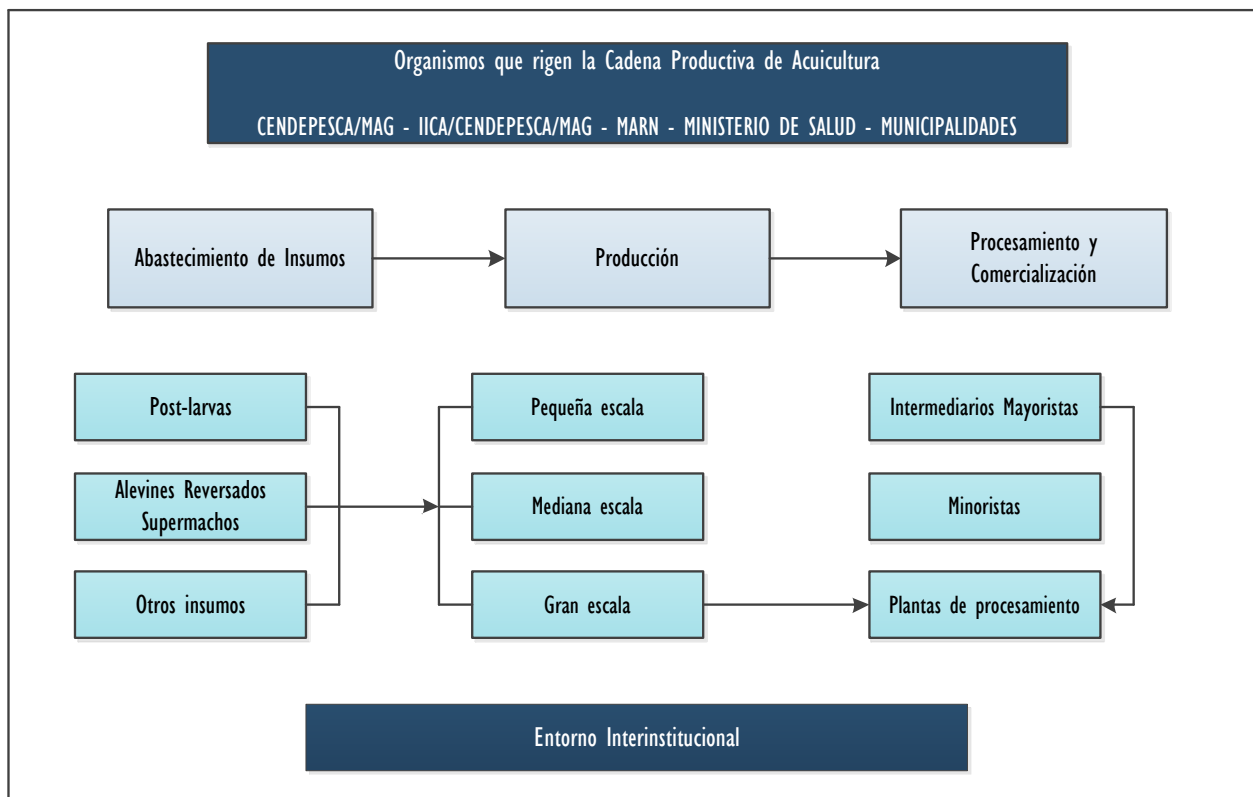 Organismos que rigen la Cadena Productiva de Acuicultura
CENDEPESCA/MAG - IICA/CENDEPESCA/MAG - MARN - MINISTERIO DE SALUD - MUNICIPALIDADES
Abastecimiento de Insumos
Producción
Procesamiento y
Comercialización
Post-larvas
Pequeña escala
Intermediarios Mayoristas
Alevines Reversados
Supermachos
Mediana escala
Minoristas
Otros insumos
Gran escala
Plantas de procesamiento
Entorno Interinstitucional